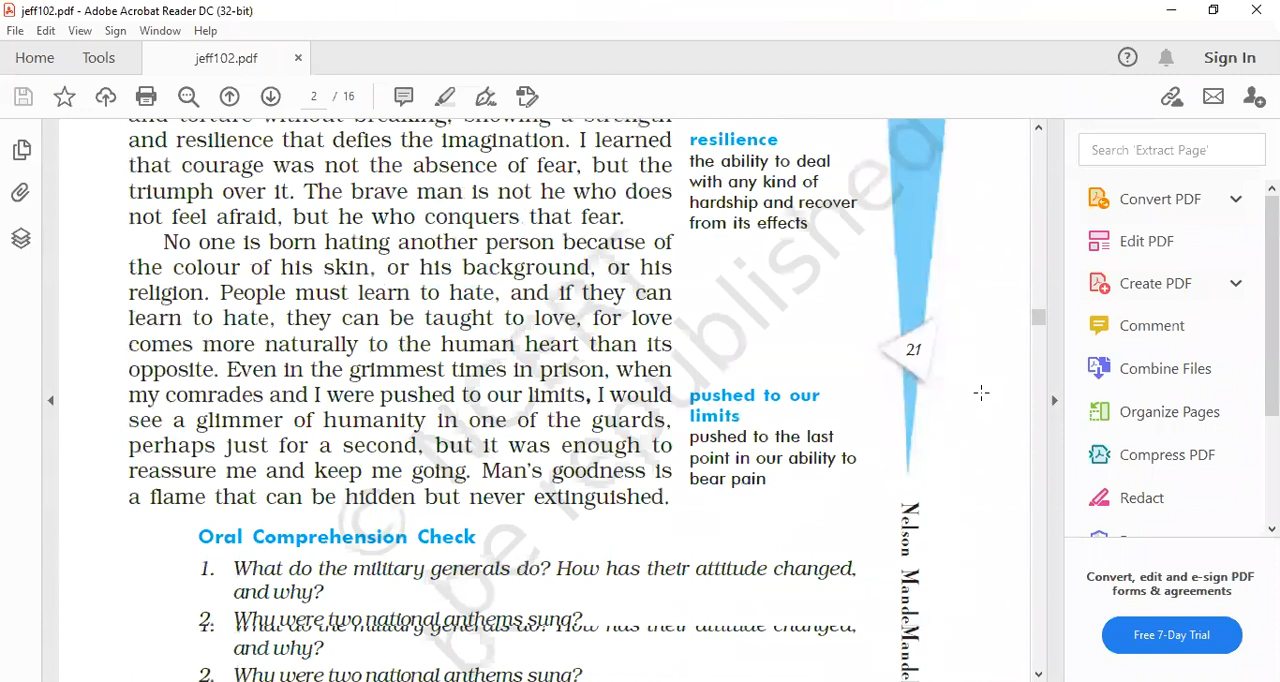 jeff102.pdf - Adobe Acrobat Reader DC (32-bit)
File Edit View Sign Window Help
Home Tools jeff102.pdf × Sign In
2 / 16
and torture without breaking, showing a strength
and resilience that defies the imagination. I learned
that courage was not the absence of fear, but the
triumph over it. The brave man is not he who does
not feel afraid, but he who conquers that fear.
No one is born hating another person because of
the colour of his skin, or his background, or his
religion. People must learn to hate, and if they can
learn to hate, they can be taught to love, for love
comes more naturally to the human heart than its
opposite. Even in the grimmest times in prison, when
my comrades and I were pushed to our limits, I would
see a glimmer of humanity in one of the guards,
perhaps just for a second, but it was enough to
reassure me and keep me going. Man's goodness is
a flame that can be hidden but never extinguished.
resilience
the ability to deal
with any kind of
hardship and recover
from its effects
pushed to our
limits
pushed to the last
point in our ability to
bear pain
21
Nelson Mande
Mande
© NCERT
be republished
Oral Comprehension Check
1. What do the military generals do? How has their attitude changed,
and why?
2. Why were two national anthems sung?
1. What do the military generals do? How has their attitude changed,
and why?
2. Why were two national anthems sung?
Search 'Extract Page'
Convert PDF
Edit PDF
Create PDF
Comment
Combine Files
Organize Pages
Compress PDF
Redact
Convert, edit and e-sign PDF
forms & agreements
Free 7-Day Trial